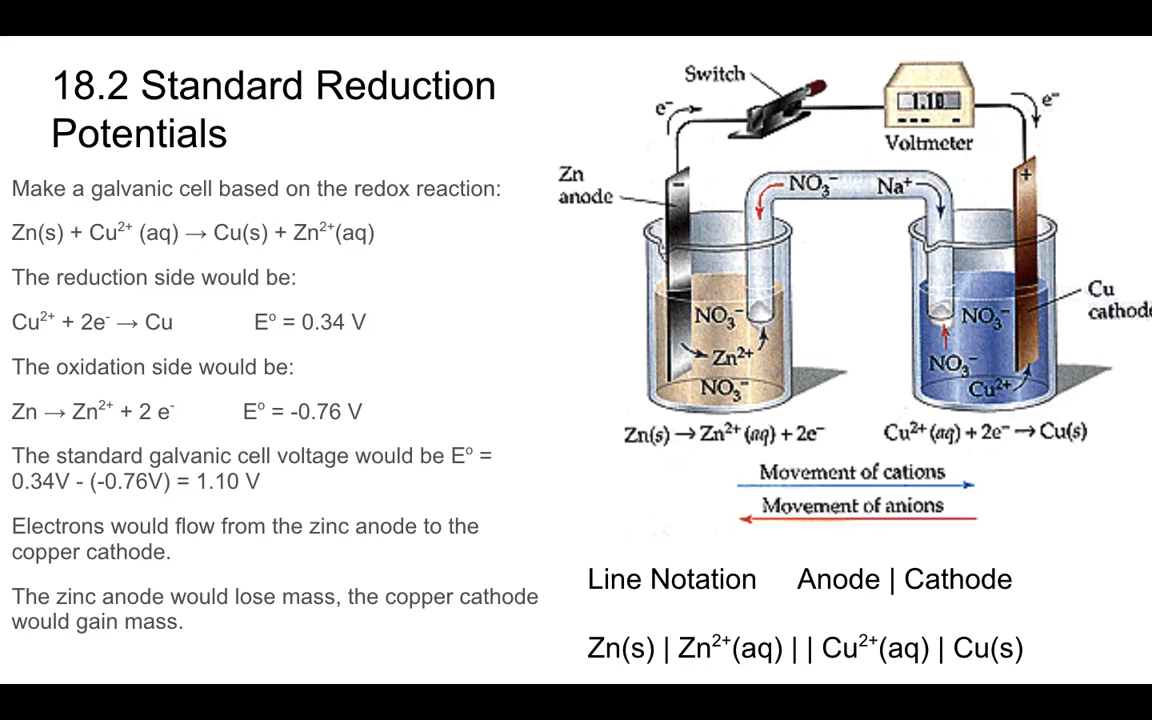 18.2 Standard Reduction
Potentials
Make a galvanic cell based on the redox reaction:
Zn(s) + Cu²⁺ (aq) → Cu(s) + Zn²⁺(aq)
The reduction side would be:
Cu²⁺ + 2e⁻ → Cu E⁰ = 0.34 V
The oxidation side would be:
Zn → Zn²⁺ + 2 e⁻ E⁰ = -0.76 V
The standard galvanic cell voltage would be E⁰ =
0.34V - (-0.76V) = 1.10 V
Electrons would flow from the zinc anode to the
copper cathode.
The zinc anode would lose mass, the copper cathode
would gain mass.
Switch
e⁻
1.10
e⁻
Voltmeter
Zn
anode
−
NO₃⁻
Na⁺
+
Cu
cathode
NO₃⁻
Zn²⁺
NO₃⁻
NO₃⁻
NO₃⁻
Cu²⁺
Zn(s) → Zn²⁺ (aq) + 2e⁻
Cu²⁺ (aq) + 2e⁻ → Cu(s)
Movement of cations
Movement of anions
Line Notation Anode | Cathode
Zn(s) | Zn²⁺(aq) | | Cu²⁺(aq) | Cu(s)